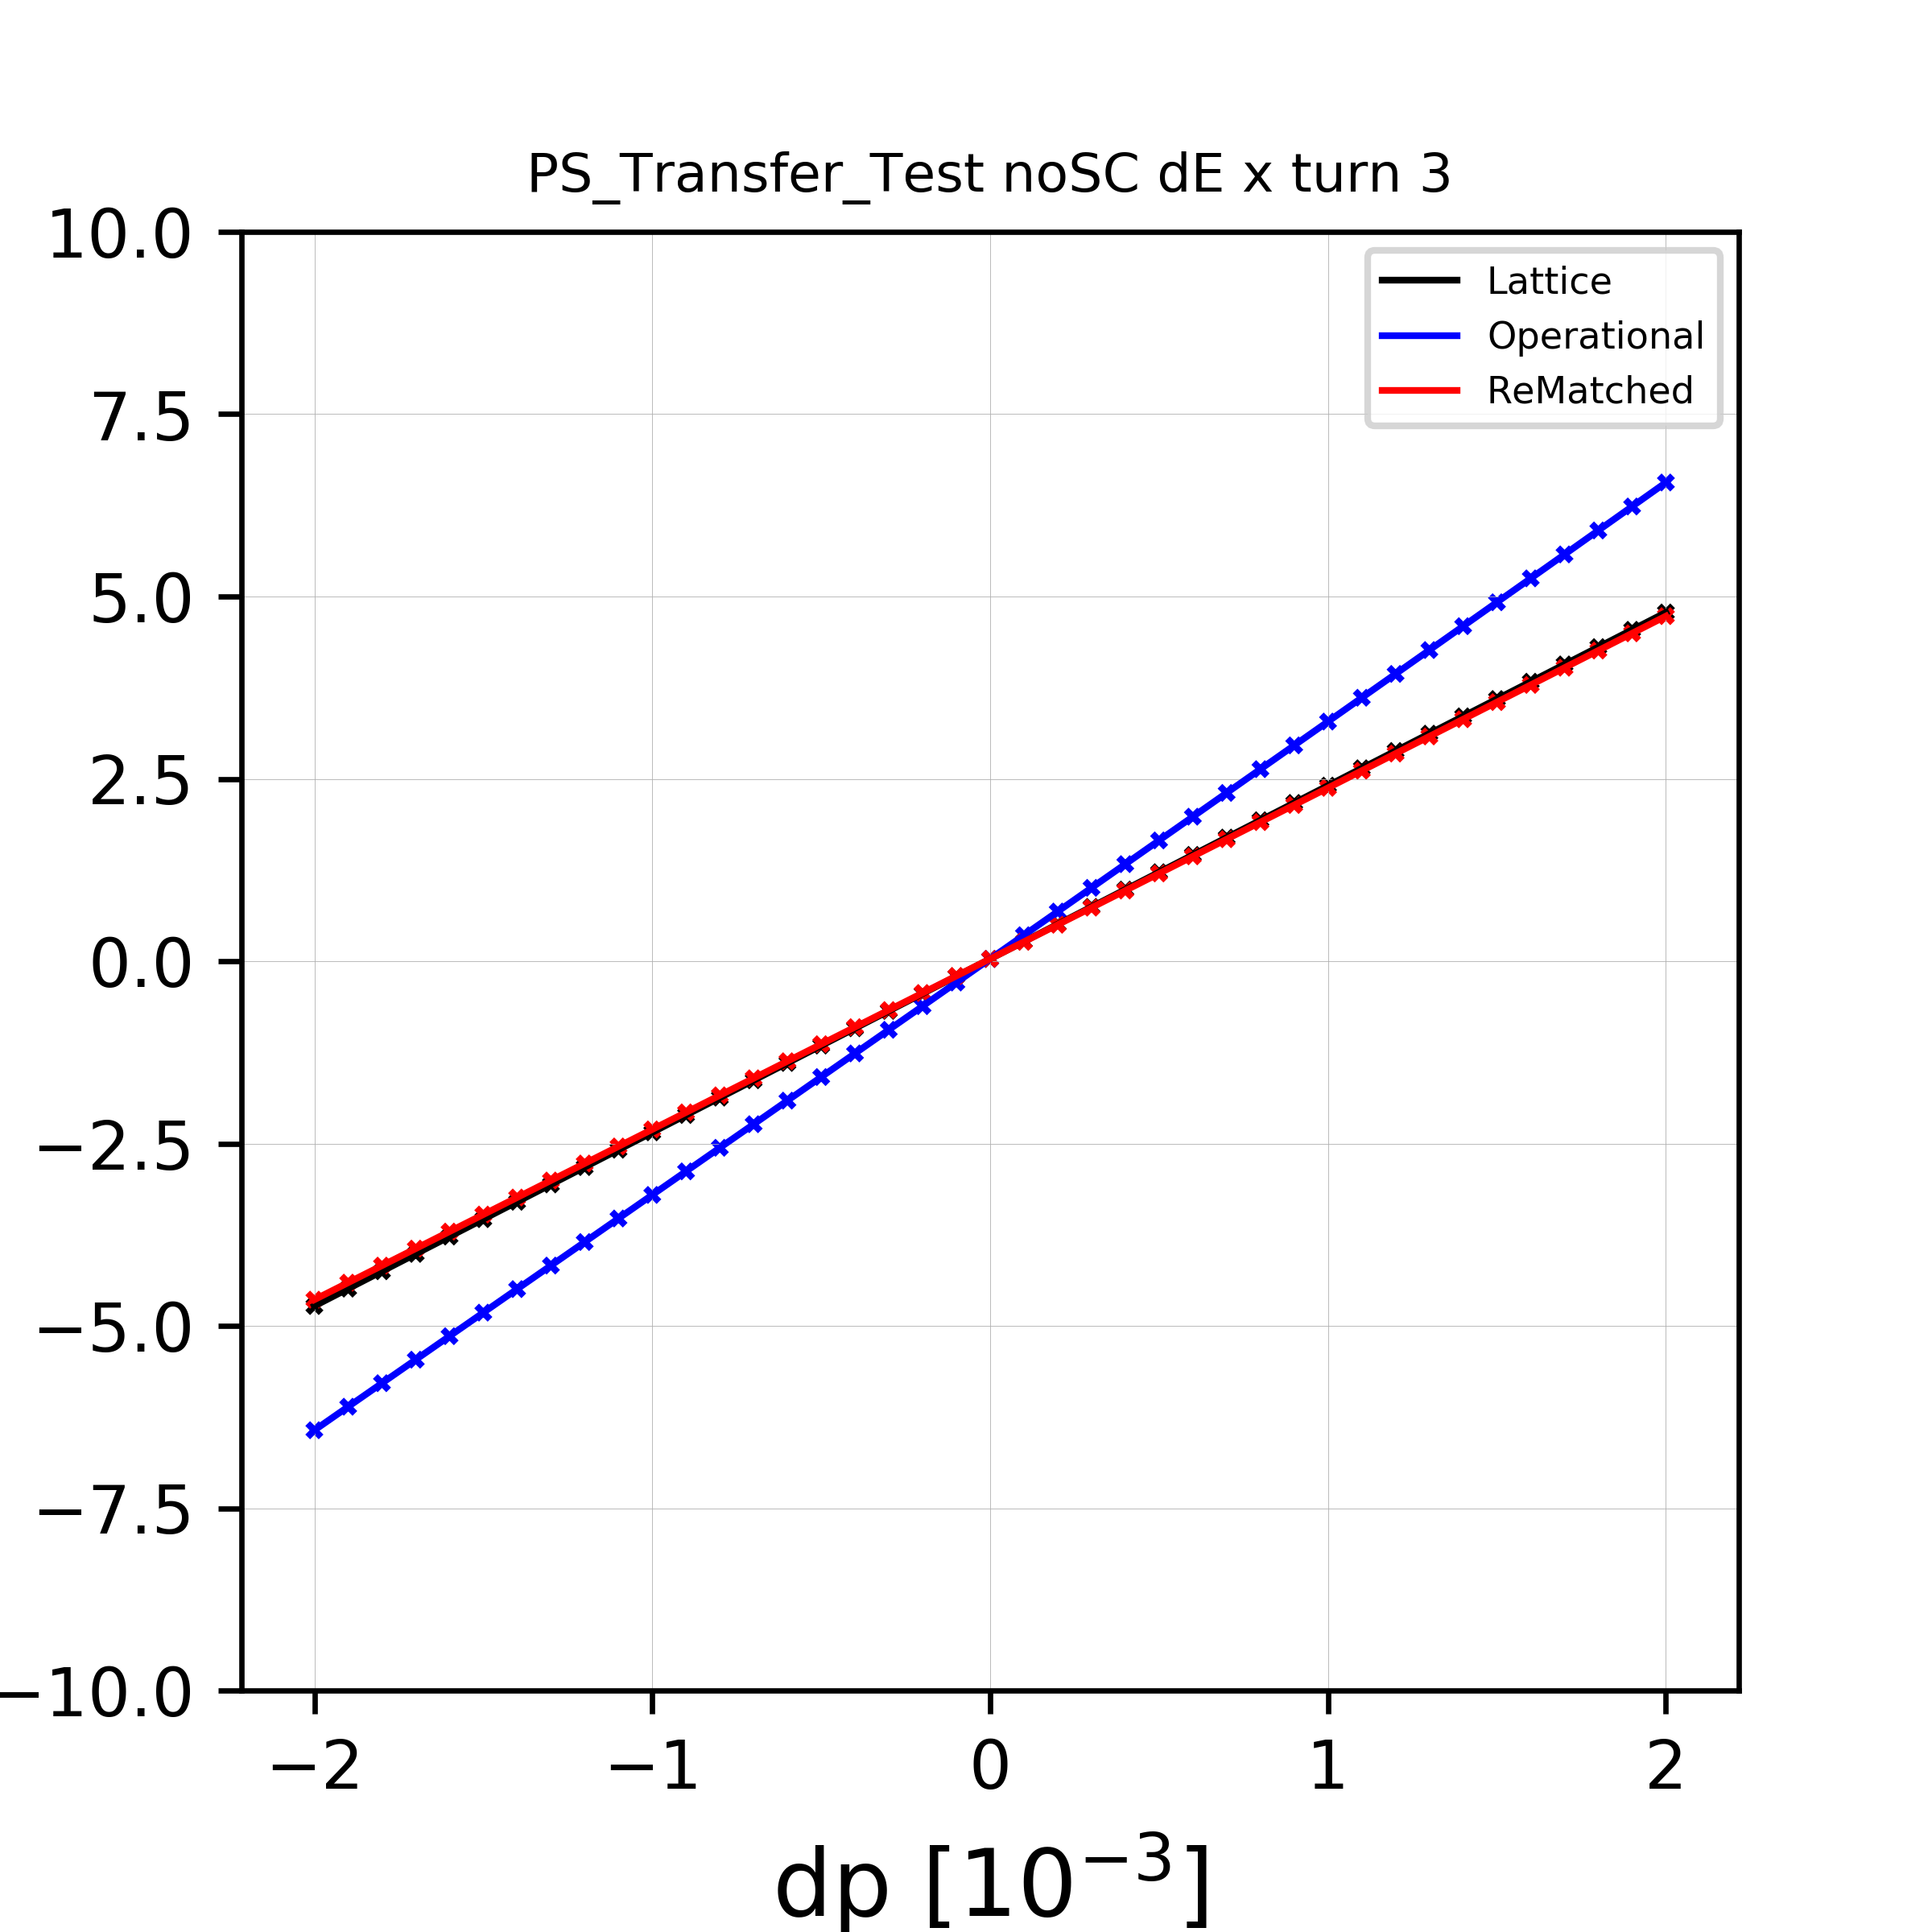 PS_Transfer_Test noSC dE x turn 3
10.0
7.5
5.0
2.5
0.0
−2.5
−5.0
−7.5
−10.0
Lattice
Operational
ReMatched
−2 −1 0 1 2
dp [10⁻³]